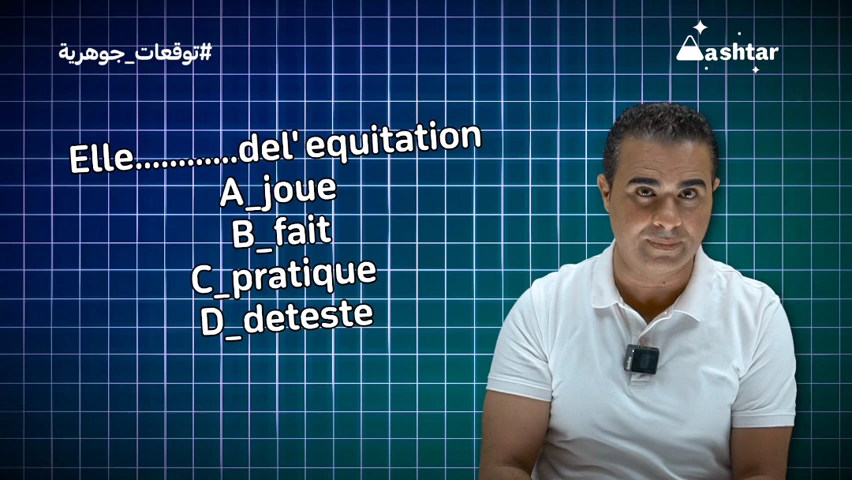 #توقعات_جوهرية
ashtar
Elle............del' equitation
A_joue
B_fait
C_pratique
D_deteste